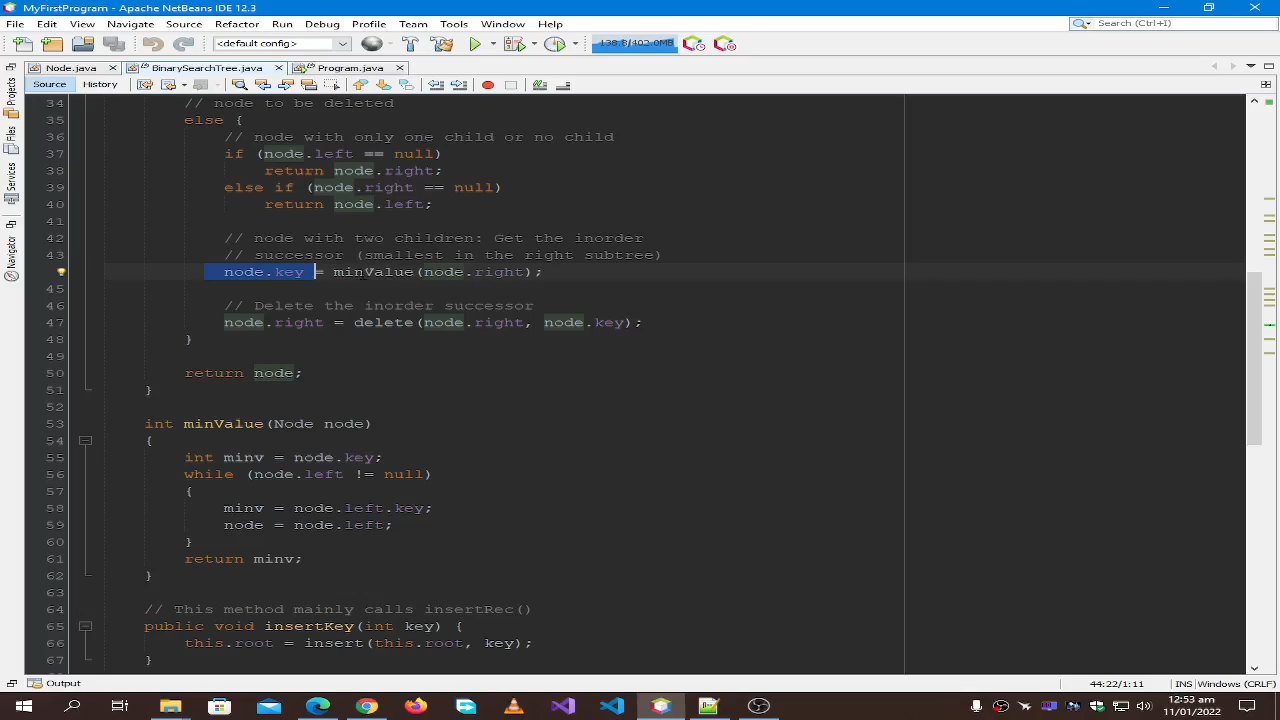 MyFirstProgram - Apache NetBeans IDE 12.3
File Edit View Navigate Source Refactor Run Debug Profile Team Tools Window Help
Search (Ctrl+I)
<default config>
138.8/402.0MB
Node.java
BinarySearchTree.java
Program.java
Source
History
Projects
Files
Services
Navigator
34 // node to be deleted
35 else {
36 // node with only one child or no child
37 if (node.left == null)
38 return node.right;
39 else if (node.right == null)
40 return node.left;
41
42 // node with two children: Get the inorder
43 // successor (smallest in the right subtree)
node.key = minValue(node.right);
45
46 // Delete the inorder successor
47 node.right = delete(node.right, node.key);
48 }
49
50 return node;
51 }
52
53 int minValue(Node node)
54 {
55 int minv = node.key;
56 while (node.left != null)
57 {
58 minv = node.left.key;
59 node = node.left;
60 }
61 return minv;
62 }
63
64 // This method mainly calls insertRec()
65 public void insertKey(int key) {
66 this.root = insert(this.root, key);
67 }
Output
44:22/1:11
INS
Windows (CRLF)
12:53 am
11/01/2022